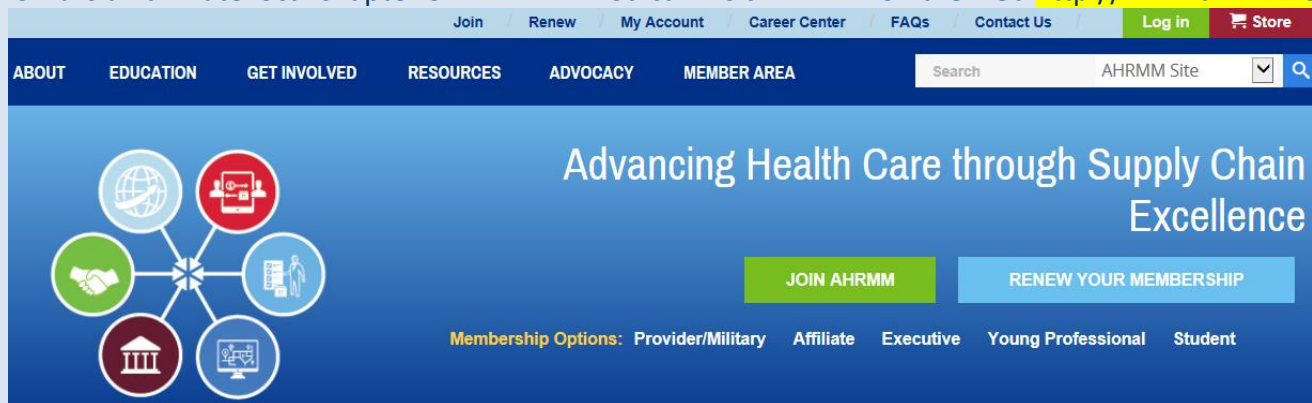 Join / Renew / My Account / Career Center / FAQs / Contact Us / Log in Store
ABOUT EDUCATION GET INVOLVED RESOURCES ADVOCACY MEMBER AREA Search AHRMM Site
Advancing Health Care through Supply Chain
Excellence
JOIN AHRMM RENEW YOUR MEMBERSHIP
Membership Options: Provider/Military Affiliate Executive Young Professional Student